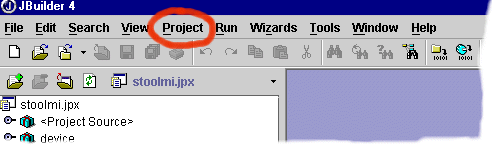 JBuilder 4
File Edit Search View Project Run Wizards Tools Window Help
stoolmi.jpx
stoolmi.jpx
<Project Source>
device